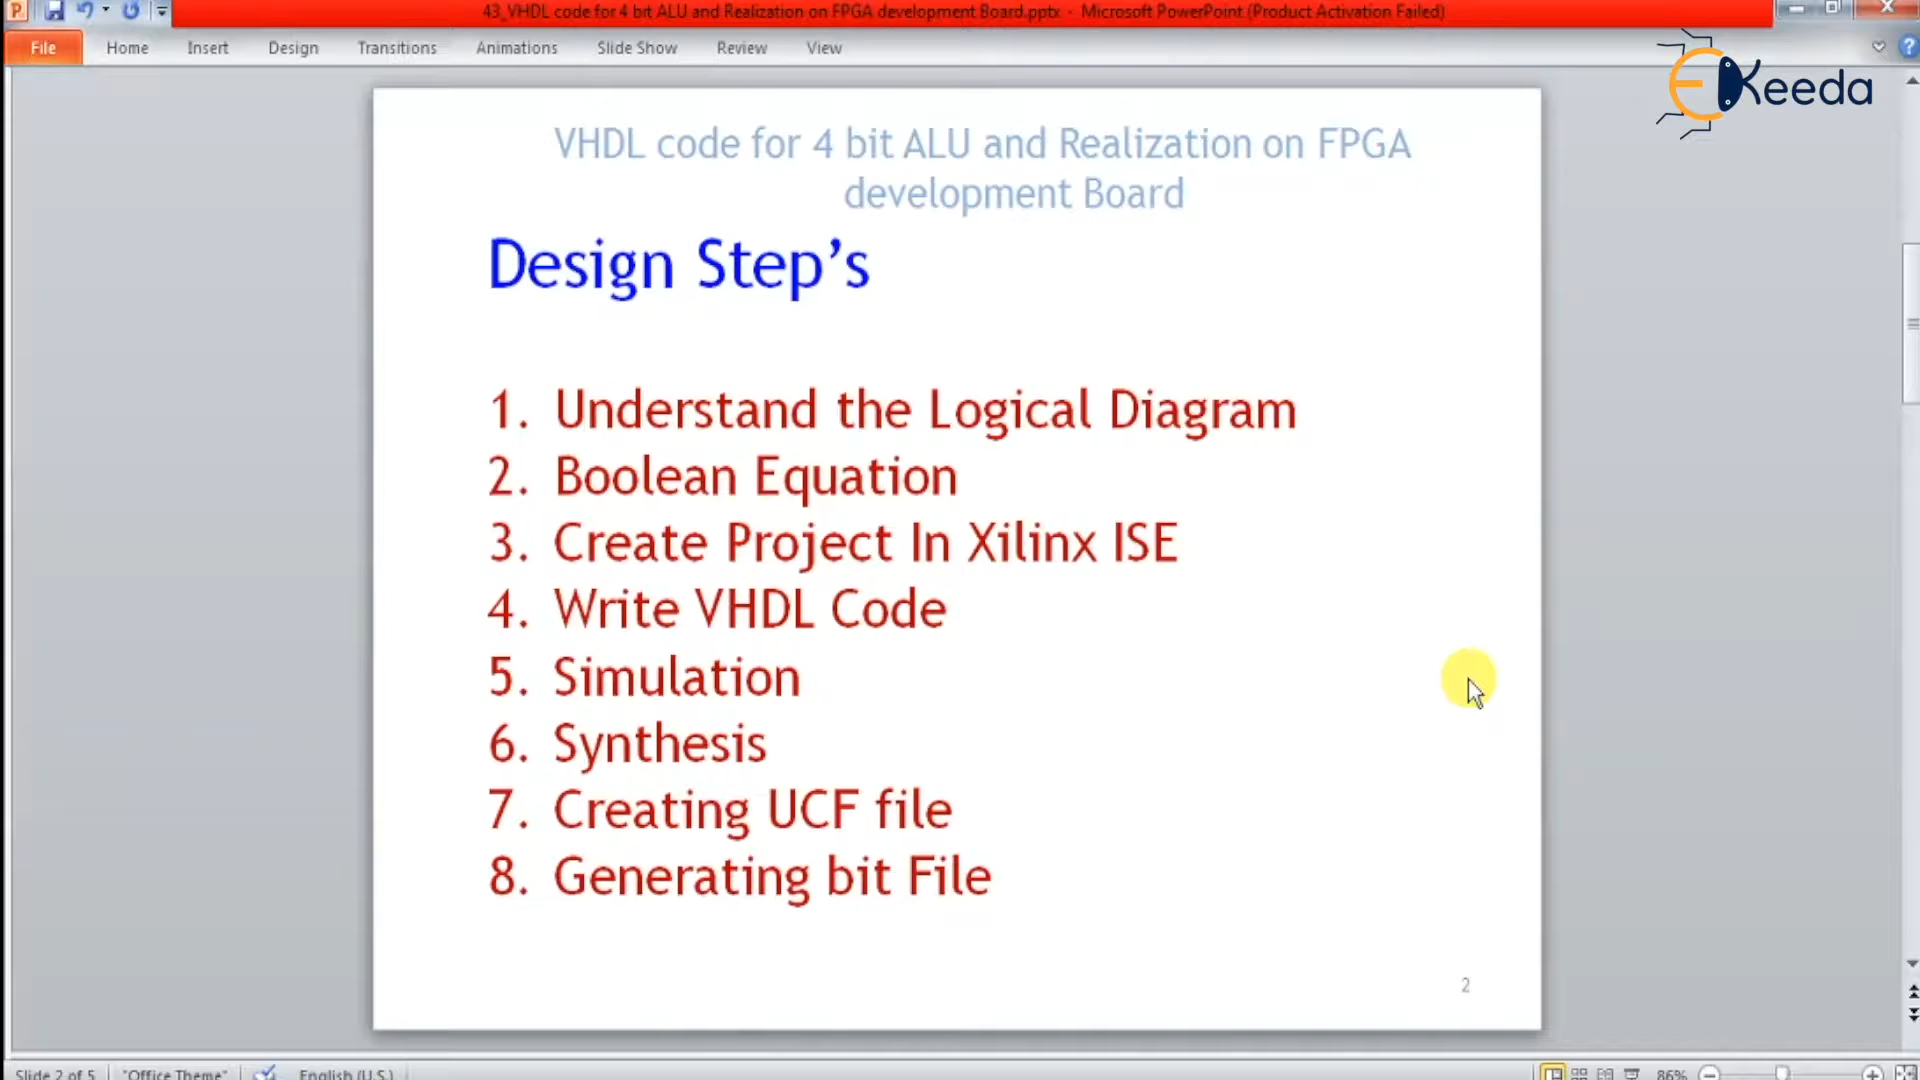 43_VHDL code for 4 bit ALU and Realization on FPGA development Board.pptx - Microsoft PowerPoint (Product Activation Failed)
File Home Insert Design Transitions Animations Slide Show Review View
EKeeda
VHDL code for 4 bit ALU and Realization on FPGA
development Board
Design Step’s
1. Understand the Logical Diagram
2. Boolean Equation
3. Create Project In Xilinx ISE
4. Write VHDL Code
5. Simulation
6. Synthesis
7. Creating UCF file
8. Generating bit File
2
Slide 2 of 5 "Office Theme" English (U.S.) 86%